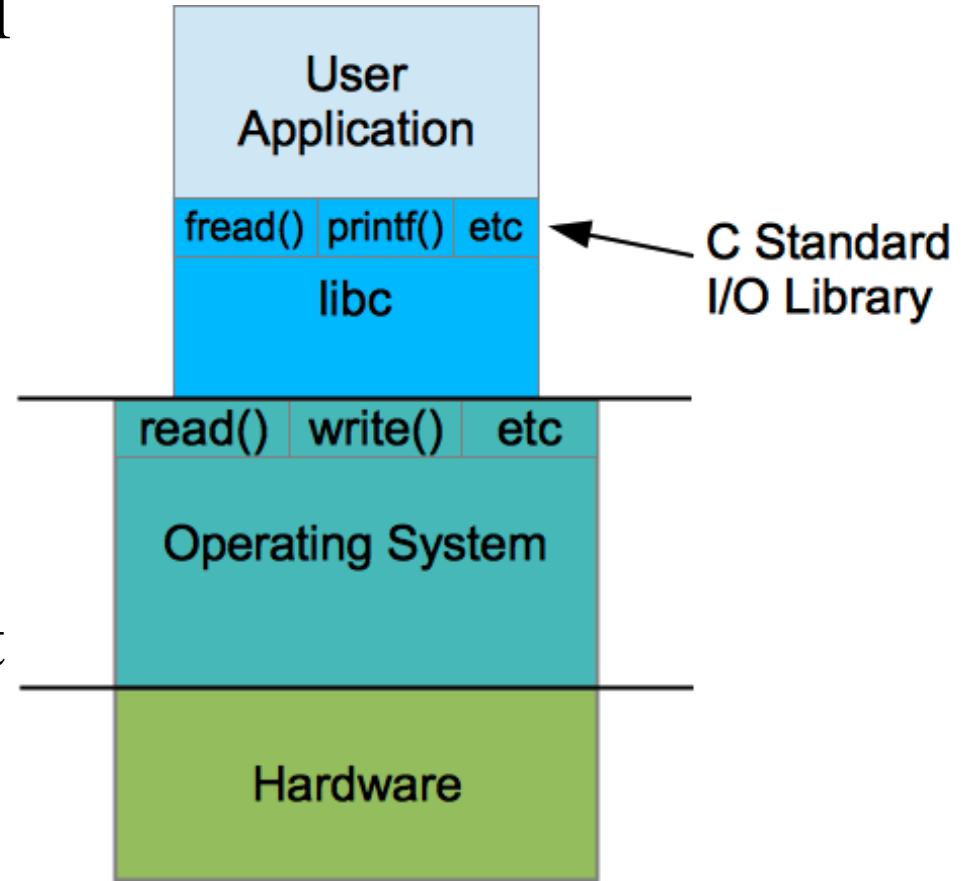 User
Application
fread() printf() etc
C Standard
I/O Library
libc
read() write() etc
Operating System
Hardware